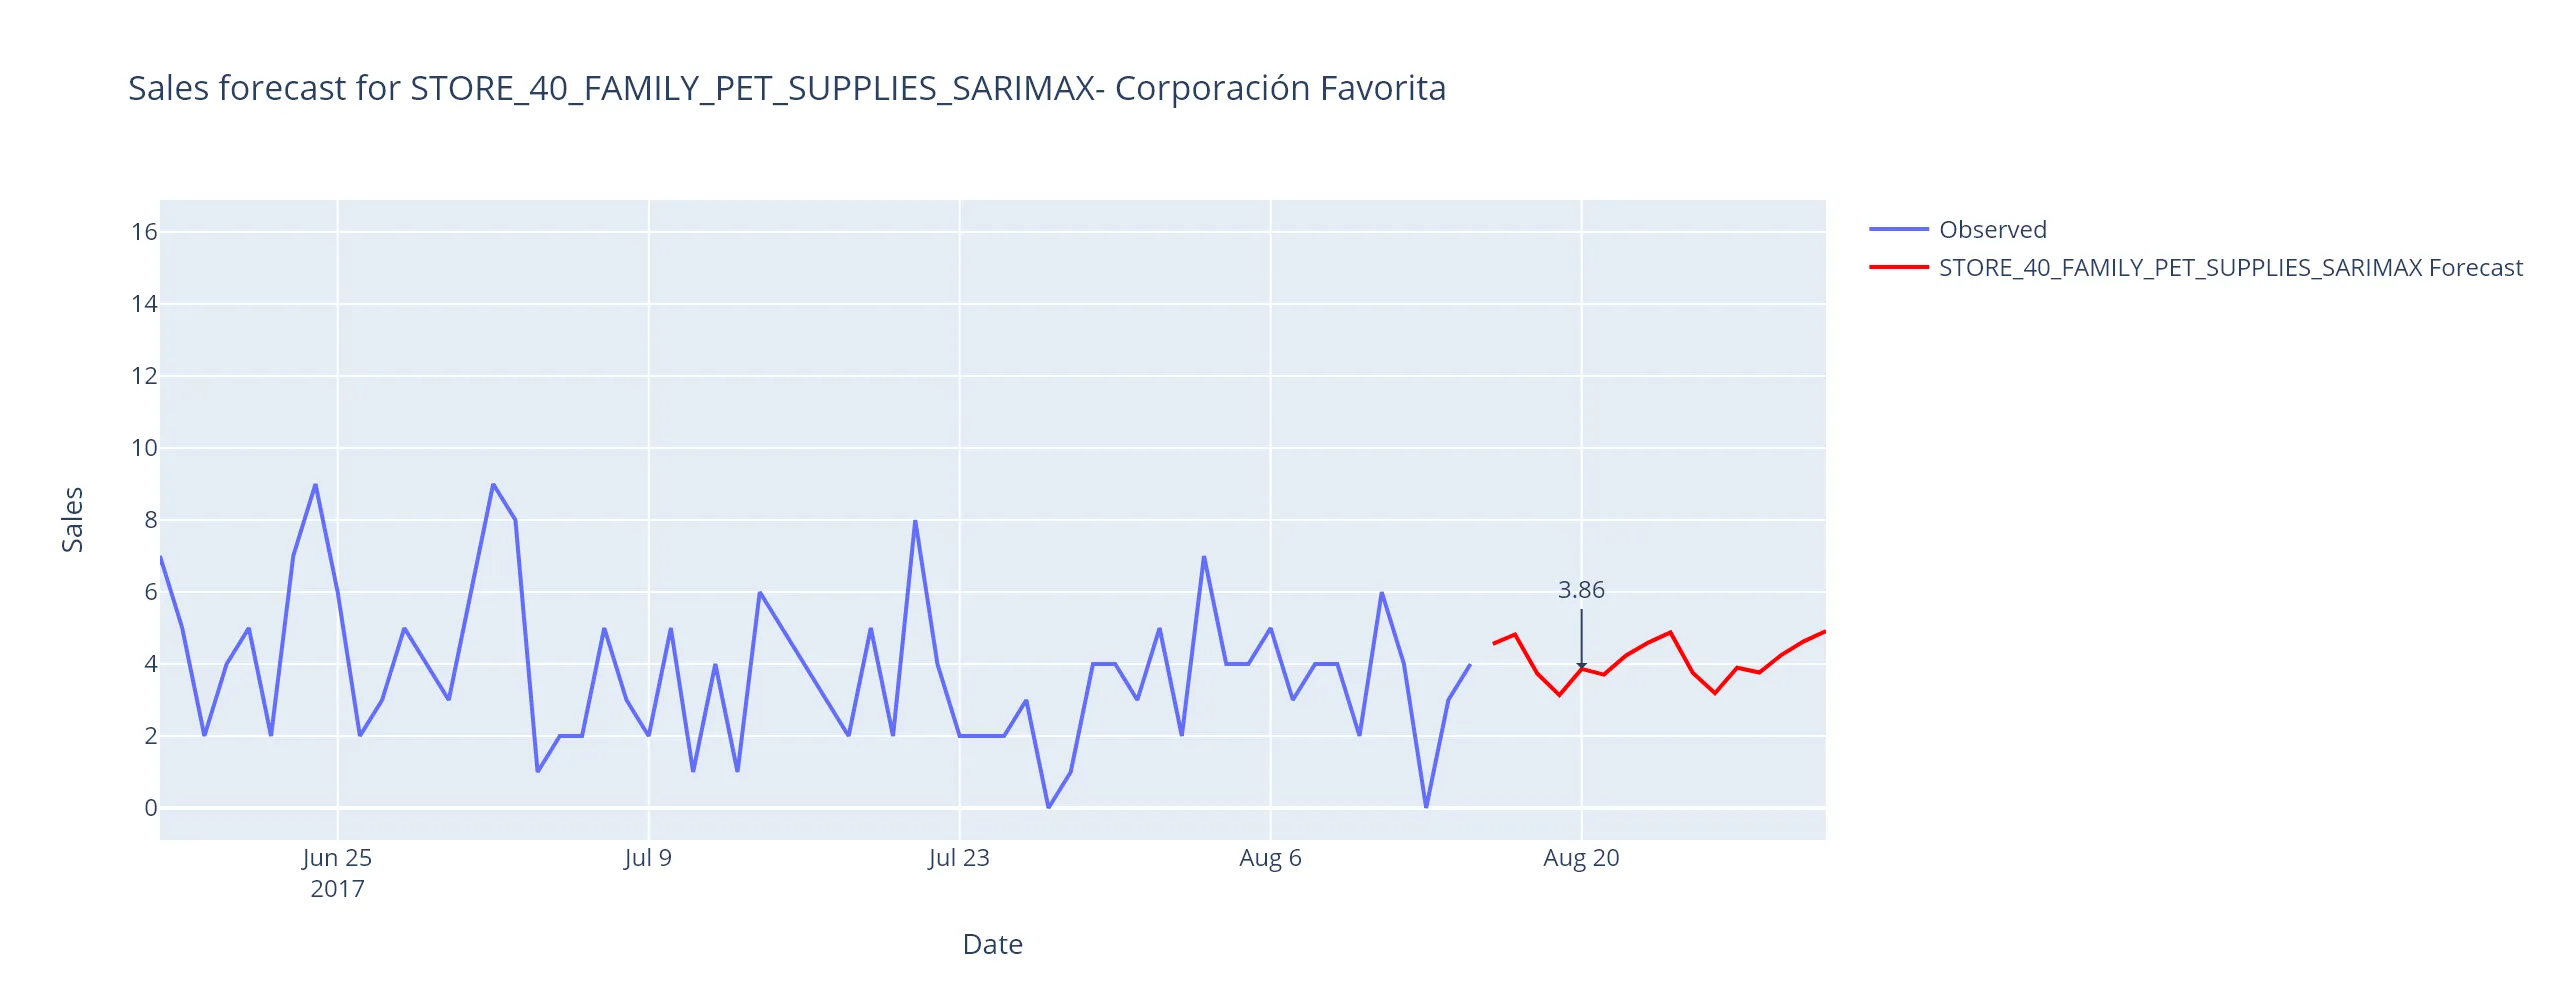 Sales forecast for STORE_40_FAMILY_PET_SUPPLIES_SARIMAX- Corporación Favorita
Observed
STORE_40_FAMILY_PET_SUPPLIES_SARIMAX Forecast
Sales
16
14
12
10
8
6
4
2
0
3.86
Jun 25
2017
Jul 9
Jul 23
Aug 6
Aug 20
Date